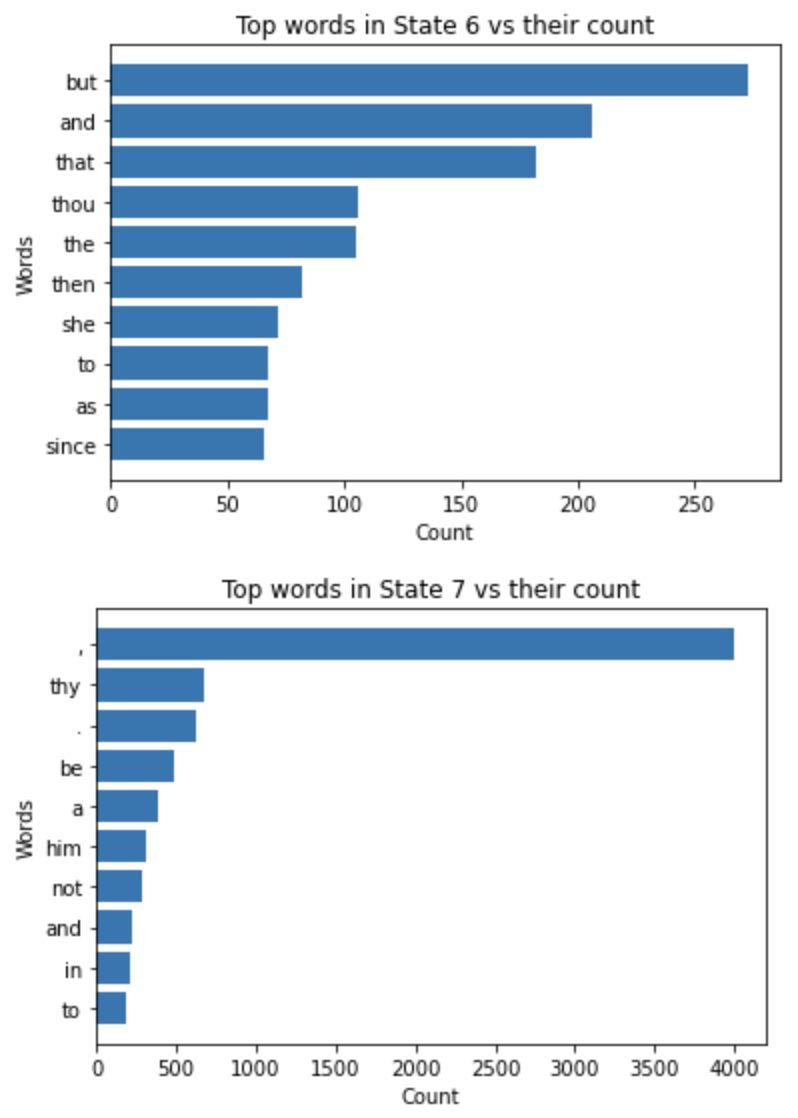 Top words in State 6 vs their count
but
and
that
thou
the
then
she
to
as
since
Words
0 50 100 150 200 250
Count
Top words in State 7 vs their count
,
thy
.
be
a
him
not
and
in
to
Words
0 500 1000 1500 2000 2500 3000 3500 4000
Count